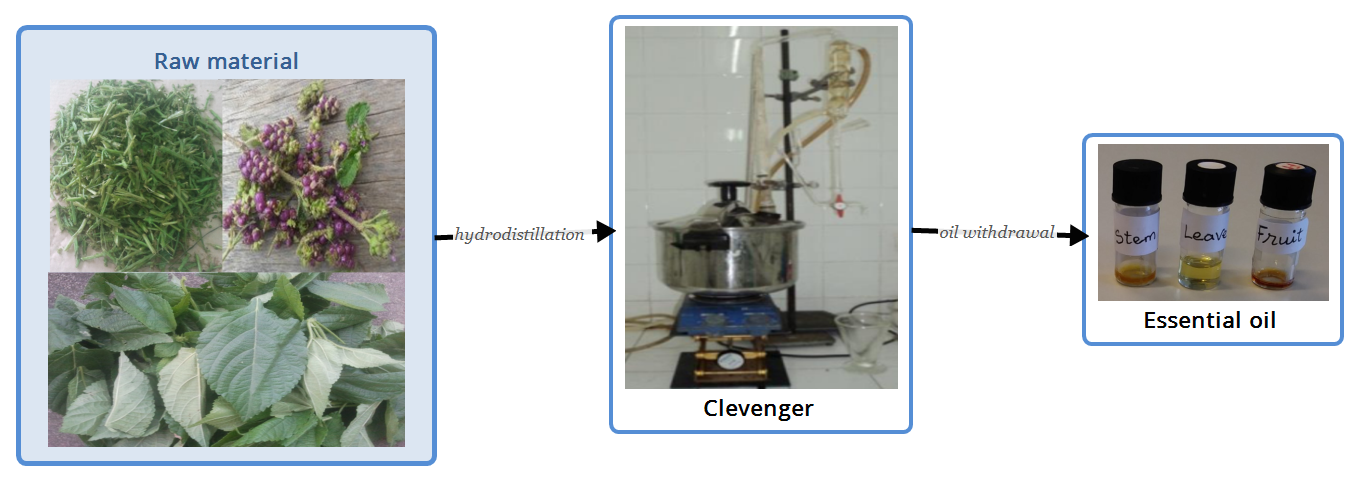 Raw material
hydrodistillation
Clevenger
oil withdrawal
Stem
Leave
Fruit
Essential oil